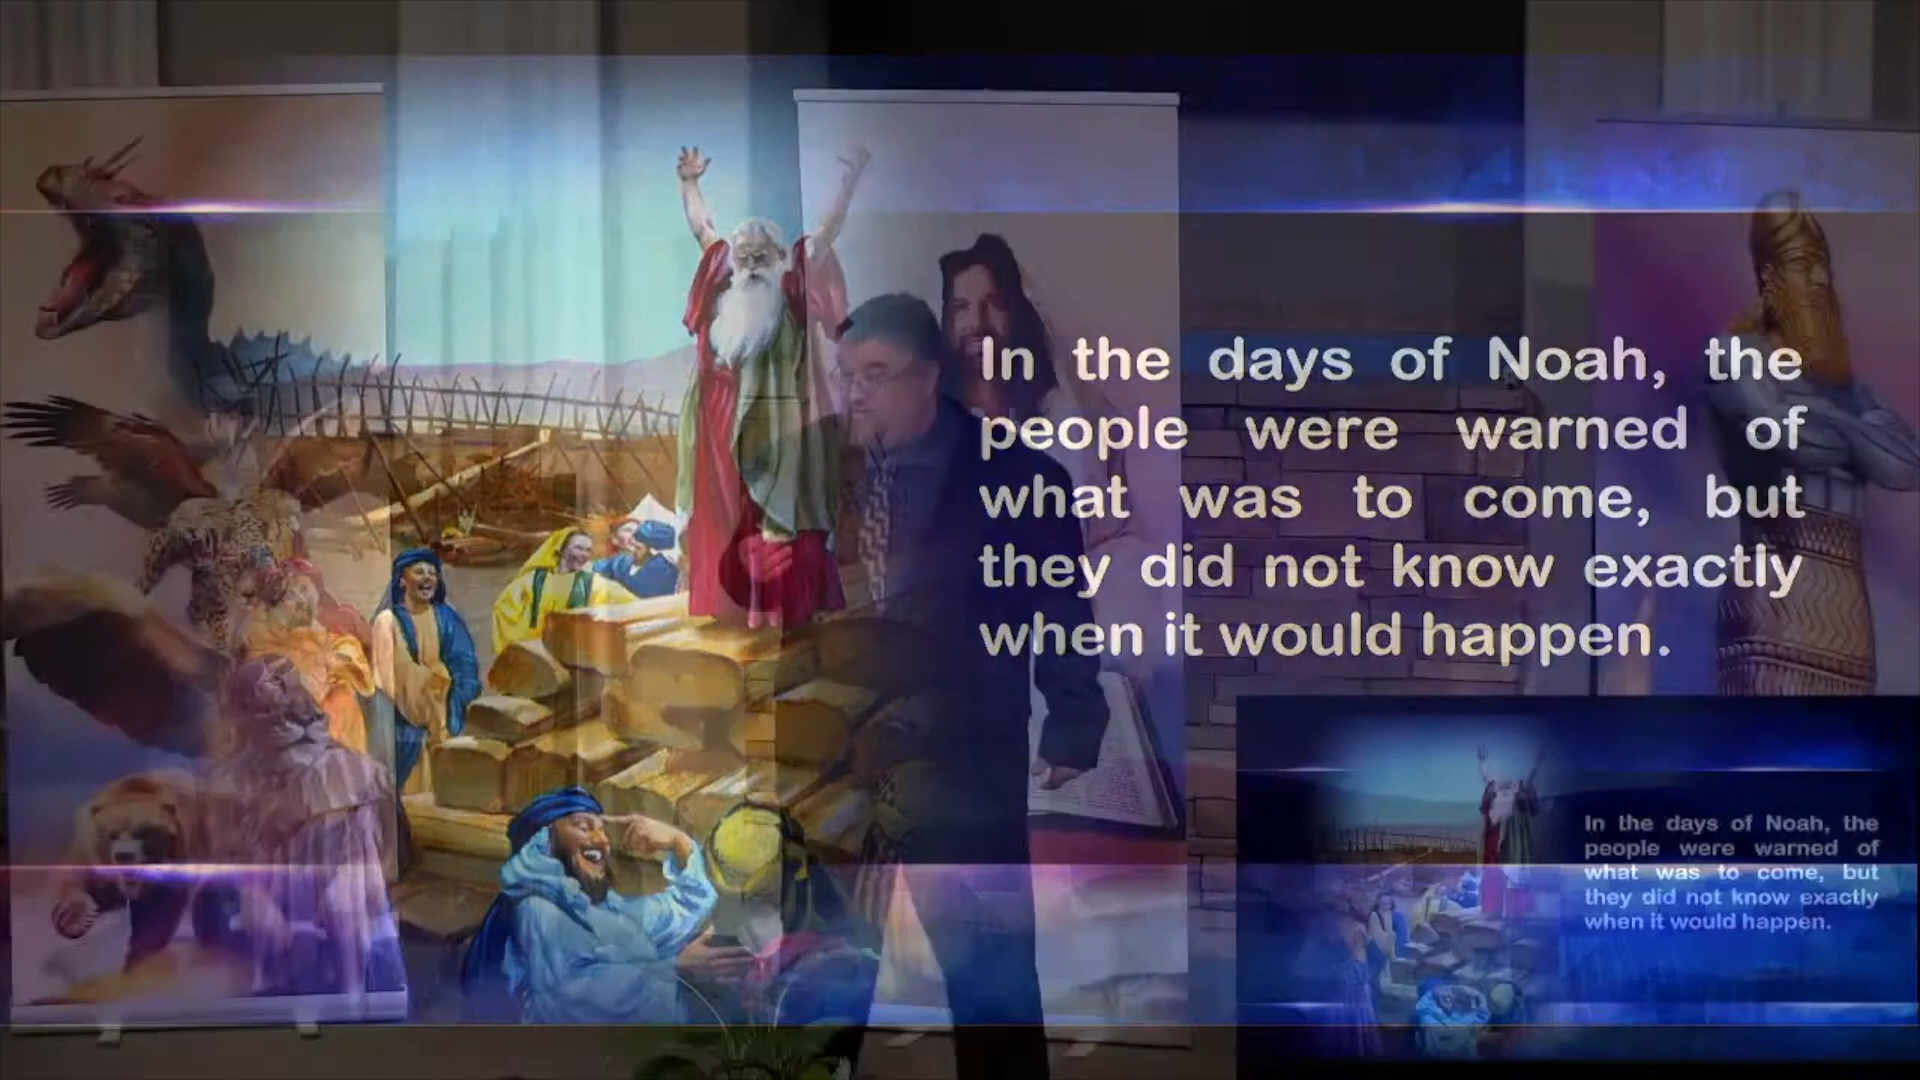 In the days of Noah, the
people were warned of
what was to come, but
they did not know exactly
when it would happen.
In the days of Noah, the
people were warned of
what was to come, but
they did not know exactly
when it would happen.